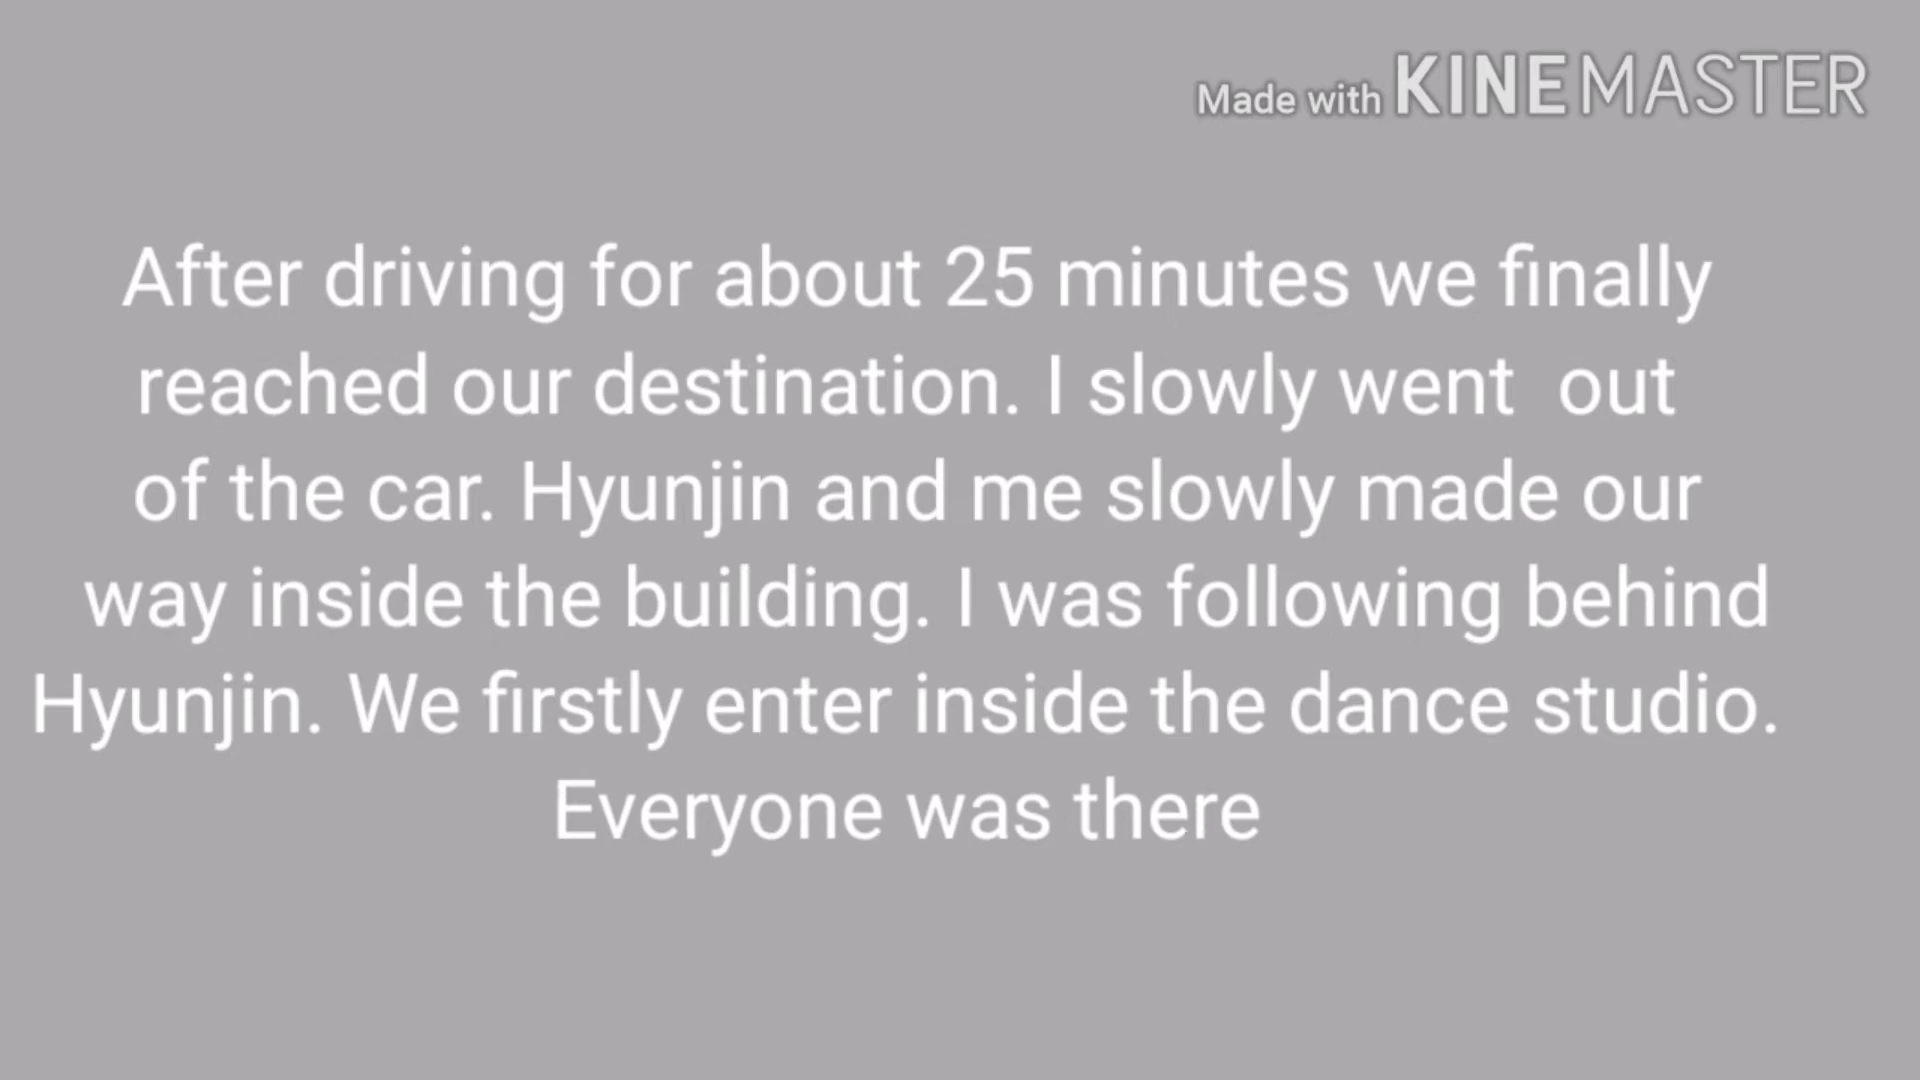 Made with KINEMASTER
After driving for about 25 minutes we finally
reached our destination. I slowly went  out
of the car. Hyunjin and me slowly made our
way inside the building. I was following behind
Hyunjin. We firstly enter inside the dance studio.
Everyone was there